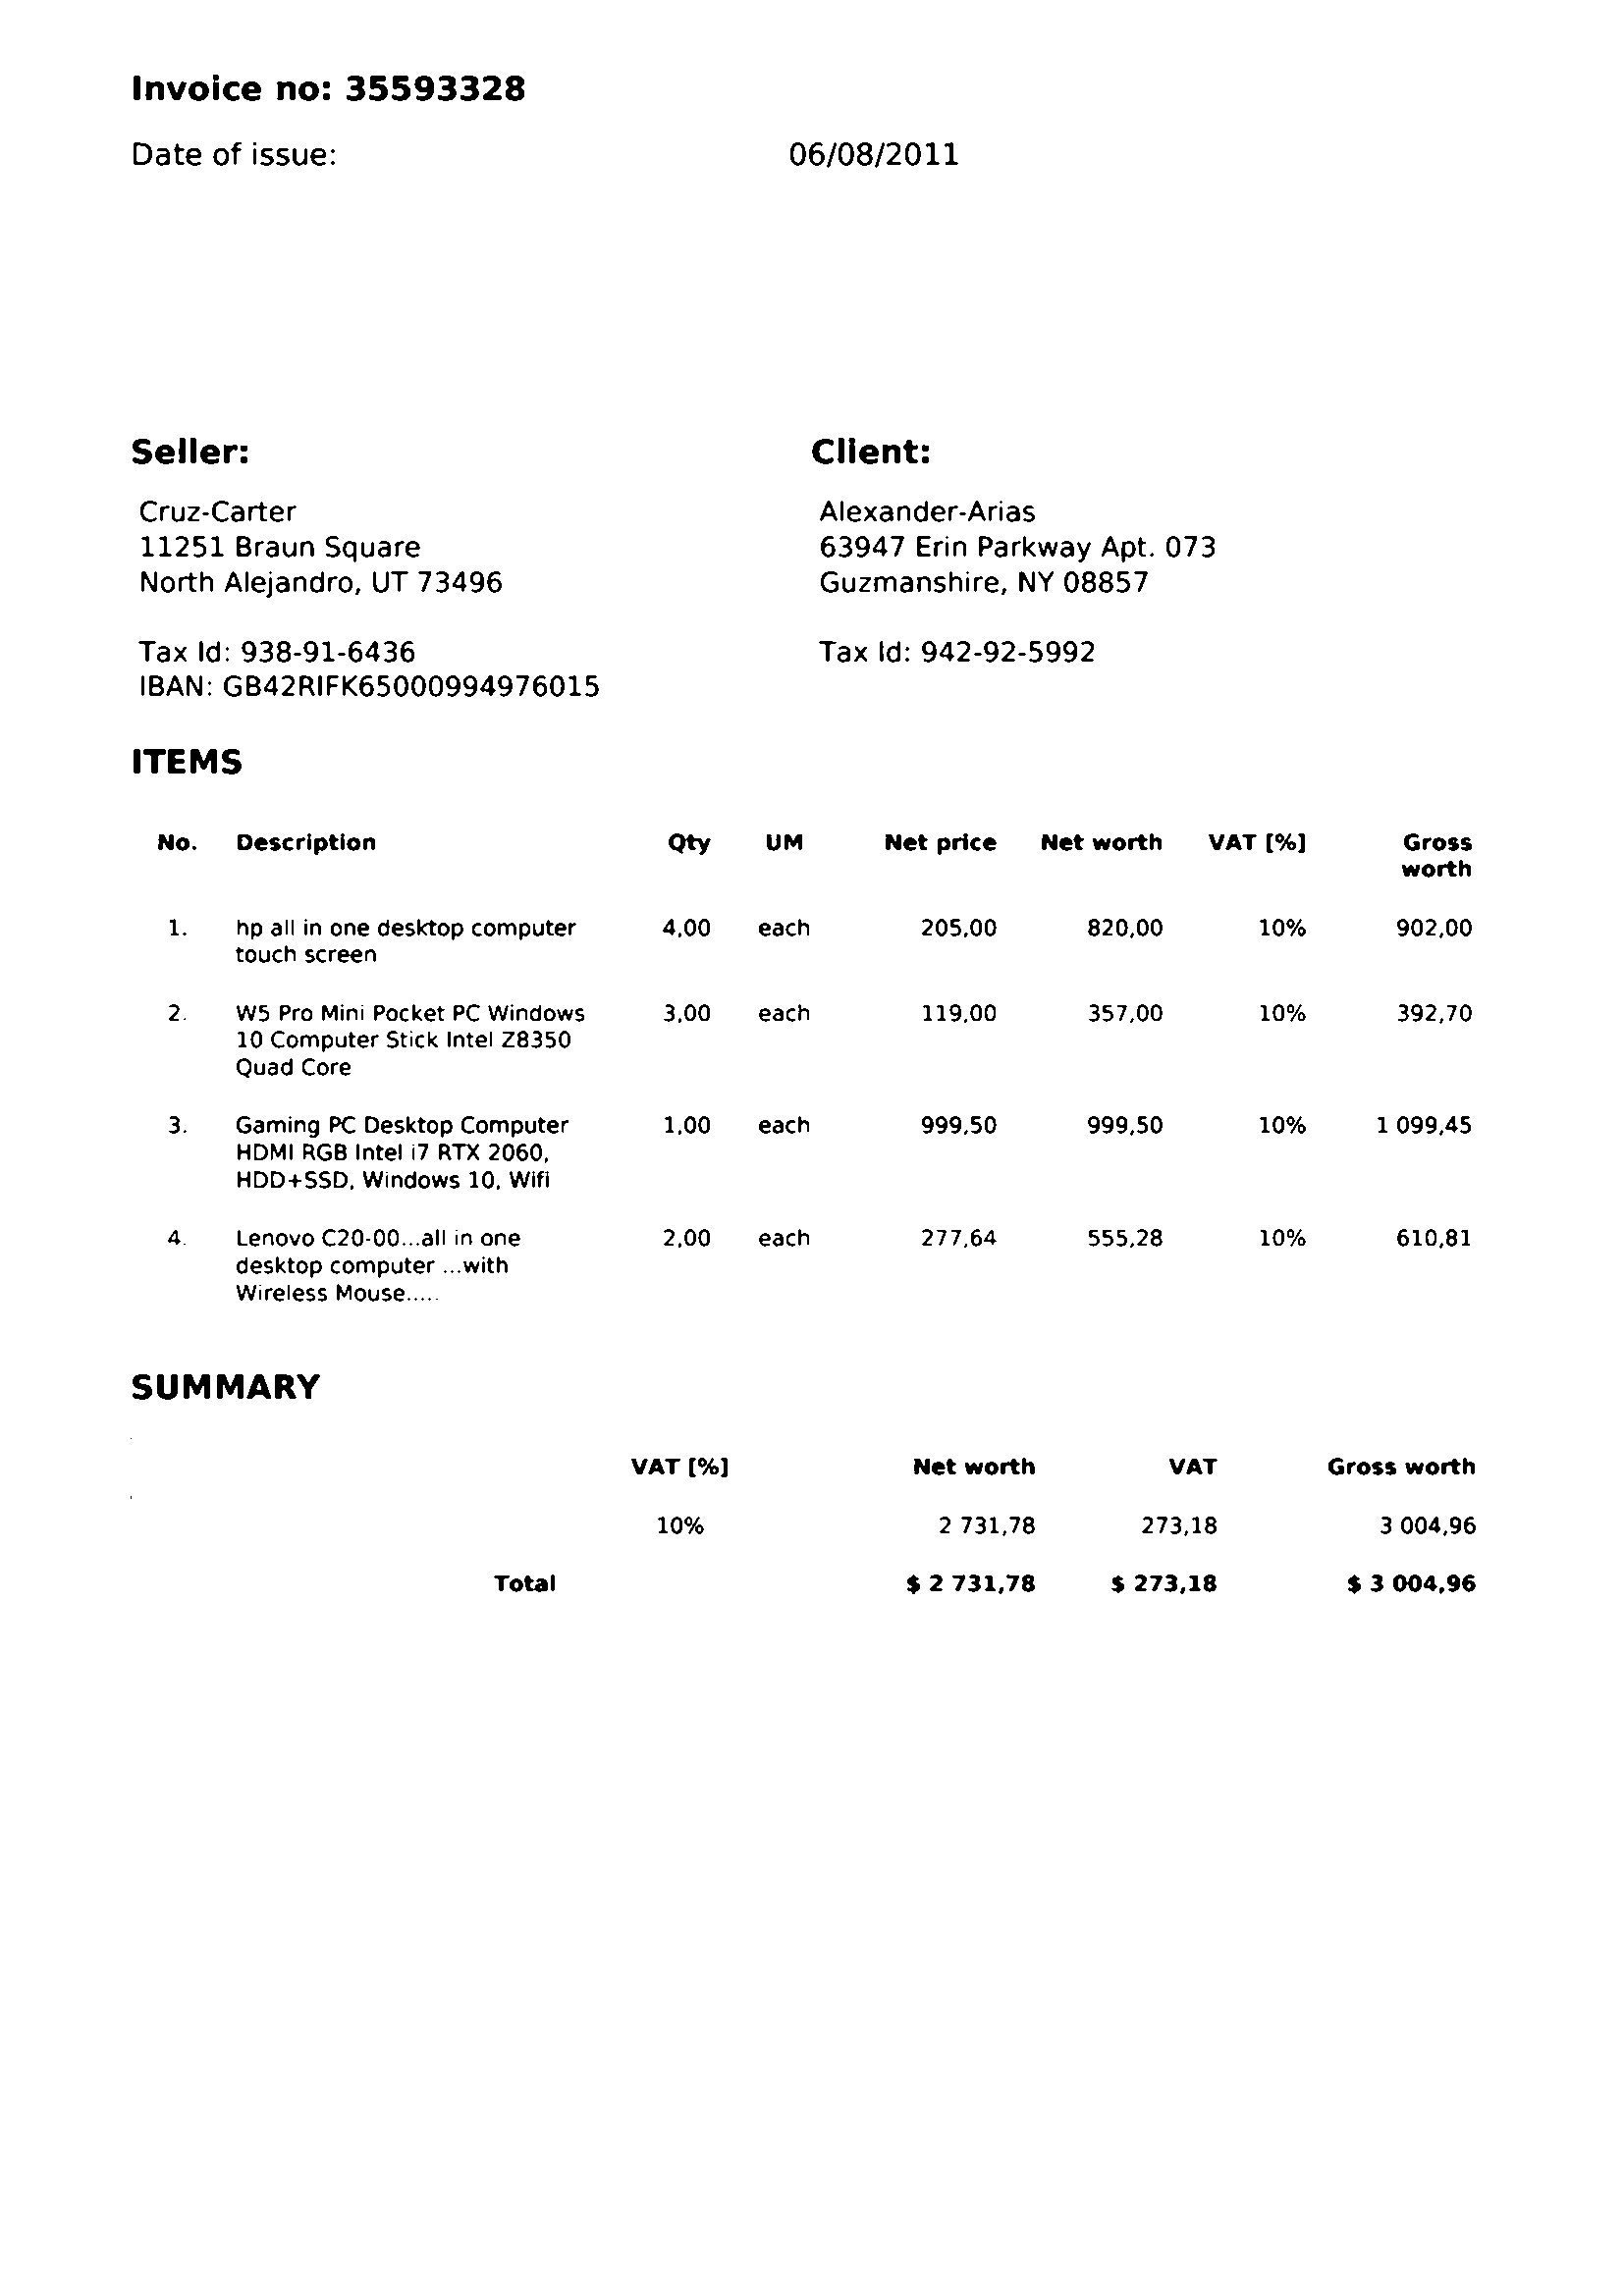 Invoice no: 35593328
Date of issue: 06/08/2011
Seller: Client:
Cruz-Carter Alexander-Arias
11251 Braun Square 63947 Erin Parkway Apt. 073
North Alejandro, UT 73496 Guzmanshire, NY 08857
Tax Id: 938-91-6436 Tax Id: 942-92-5992
IBAN: GB42RIFK65000994976015
ITEMS
No. Description Qty UM Net price Net worth VAT [%] Gross
worth
1. hp all in one desktop computer 4,00 each 205,00 820,00 10% 902,00
touch screen
2. W5 Pro Mini Pocket PC Windows 3,00 each 119,00 357,00 10% 392,70
10 Computer Stick Intel Z8350
Quad Core
3. Gaming PC Desktop Computer 1,00 each 999,50 999,50 10% 1 099,45
HDMI RGB Intel i7 RTX 2060,
HDD+SSD, Windows 10, Wifi
4. Lenovo C20-00...all in one 2,00 each 277,64 555,28 10% 610,81
desktop computer ...with
Wireless Mouse.....
SUMMARY
VAT [%] Net worth VAT Gross worth
10% 2 731,78 273,18 3 004,96
Total $ 2 731,78 $ 273,18 $ 3 004,96